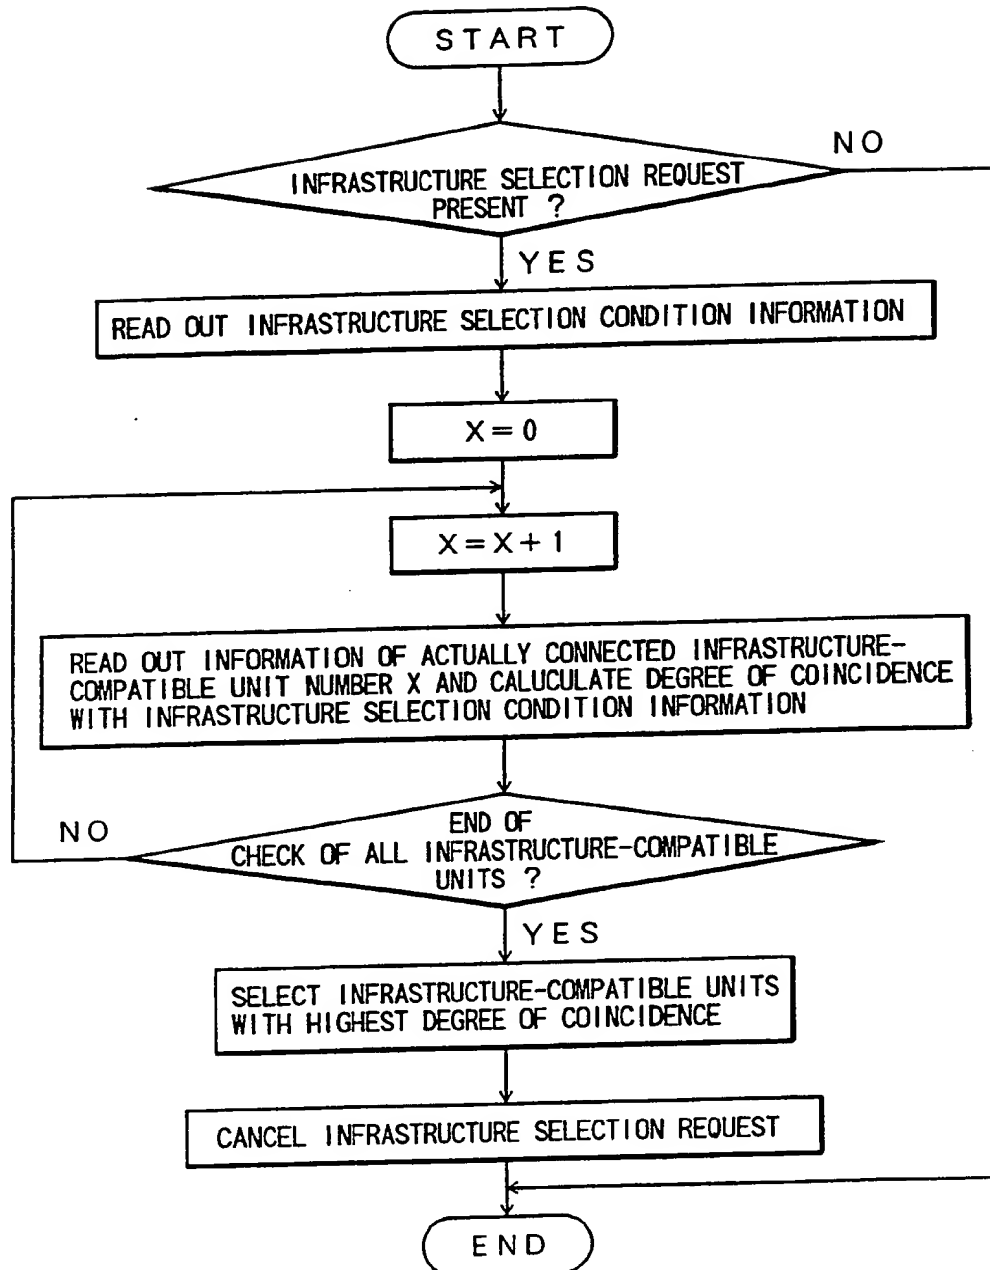 START
NO
INFRASTRUCTURE SELECTION REQUEST
PRESENT ?
YES
READ OUT INFRASTRUCTURE SELECTION CONDITION INFORMATION
X=0
X=X+1
READ OUT INFORMATION OF ACTUALLY CONNECTED INFRASTRUCTURE-
COMPATIBLE UNIT NUMBER X AND CALUCULATE DEGREE OF COINCIDENCE
WITH INFRASTRUCTURE SELECTION CONDITION INFORMATION
NO
END OF
CHECK OF ALL INFRASTRUCTURE-COMPATIBLE
UNITS ?
YES
SELECT INFRASTRUCTURE-COMPATIBLE UNITS
WITH HIGHEST DEGREE OF COINCIDENCE
CANCEL INFRASTRUCTURE SELECTION REQUEST
END